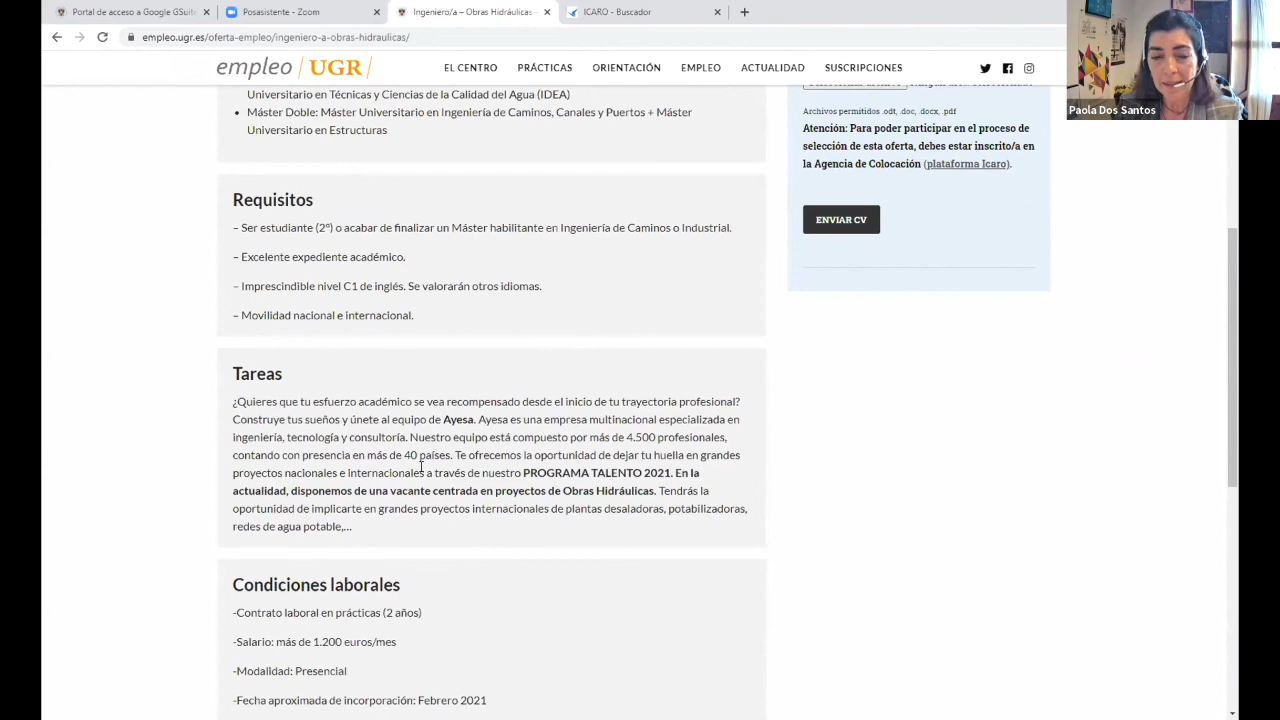 Portal de acceso a Google GSuit
Posasistente - Zoom
Ingeniero/a – Obras Hidráulicas
ICARO - Buscador
empleo.ugr.es/oferta-empleo/ingeniero-a-obras-hidraulicas/
empleo / UGR /
EL CENTRO PRÁCTICAS ORIENTACIÓN EMPLEO ACTUALIDAD SUSCRIPCIONES
Paola Dos Santos
Universitario en Técnicas y Ciencias de la Calidad del Agua (IDEA)
• Máster Doble: Máster Universitario en Ingeniería de Caminos, Canales y Puertos + Máster
Universitario en Estructuras
Requisitos
– Ser estudiante (2º) o acabar de finalizar un Máster habilitante en Ingeniería de Caminos o Industrial.
– Excelente expediente académico.
– Imprescindible nivel C1 de inglés. Se valorarán otros idiomas.
– Movilidad nacional e internacional.
Tareas
¿Quieres que tu esfuerzo académico se vea recompensado desde el inicio de tu trayectoria profesional?
Construye tus sueños y únete al equipo de Ayesa. Ayesa es una empresa multinacional especializada en
ingeniería, tecnología y consultoría. Nuestro equipo está compuesto por más de 4.500 profesionales,
contando con presencia en más de 40 países. Te ofrecemos la oportunidad de dejar tu huella en grandes
proyectos nacionales e internacionales a través de nuestro PROGRAMA TALENTO 2021. En la
actualidad, disponemos de una vacante centrada en proyectos de Obras Hidráulicas. Tendrás la
oportunidad de implicarte en grandes proyectos internacionales de plantas desaladoras, potabilizadoras,
redes de agua potable,...
Condiciones laborales
-Contrato laboral en prácticas (2 años)
-Salario: más de 1.200 euros/mes
-Modalidad: Presencial
-Fecha aproximada de incorporación: Febrero 2021
Archivos permitidos .odt, .doc, .docx, .pdf
Atención: Para poder participar en el proceso de
selección de esta oferta, debes estar inscrito/a en
la Agencia de Colocación (plataforma Icaro).
ENVIAR CV